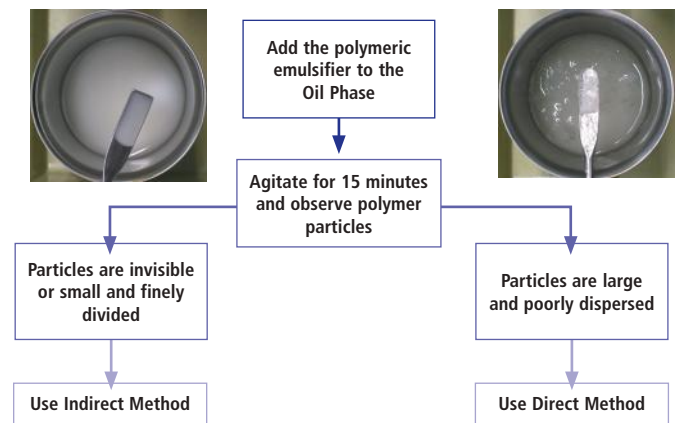 Add the polymeric
emulsifier to the
Oil Phase
Agitate for 15 minutes
and observe polymer
particles
Particles are invisible
or small and finely
divided
Particles are large
and poorly dispersed
Use Indirect Method
Use Direct Method